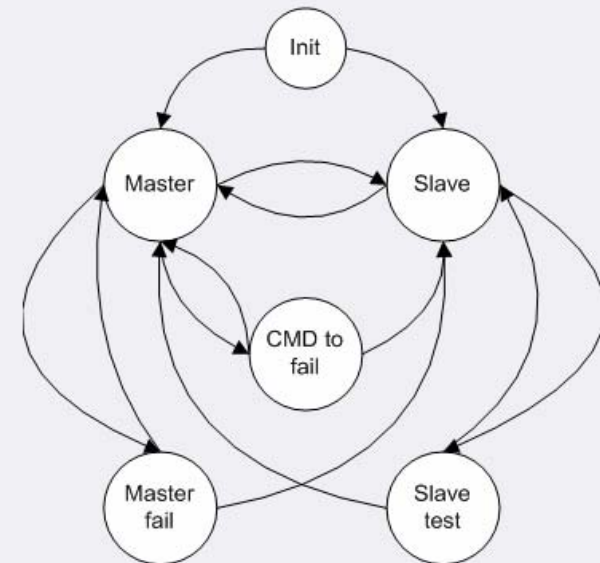 Init
Master
Slave
CMD to
fail
Master
fail
Slave
test